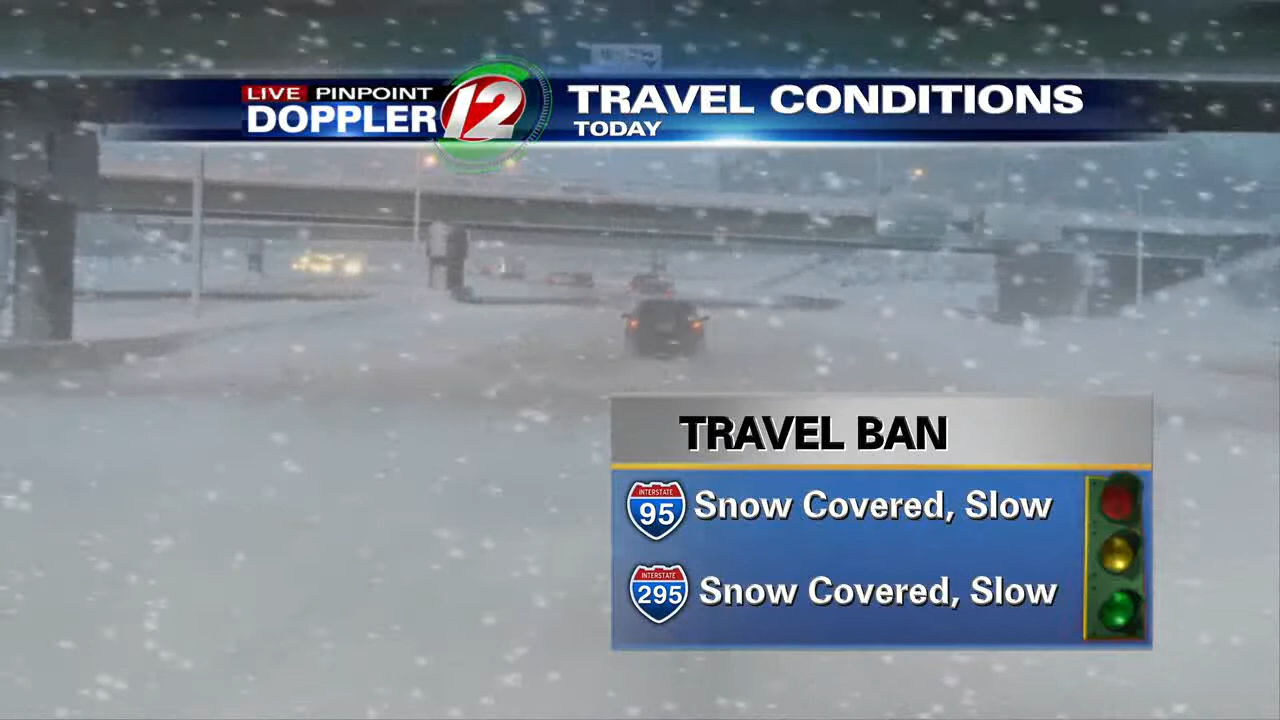 LIVE PINPOINT
DOPPLER 12
TRAVEL CONDITIONS
TODAY
TRAVEL BAN
INTERSTATE
95
Snow Covered, Slow
INTERSTATE
295
Snow Covered, Slow